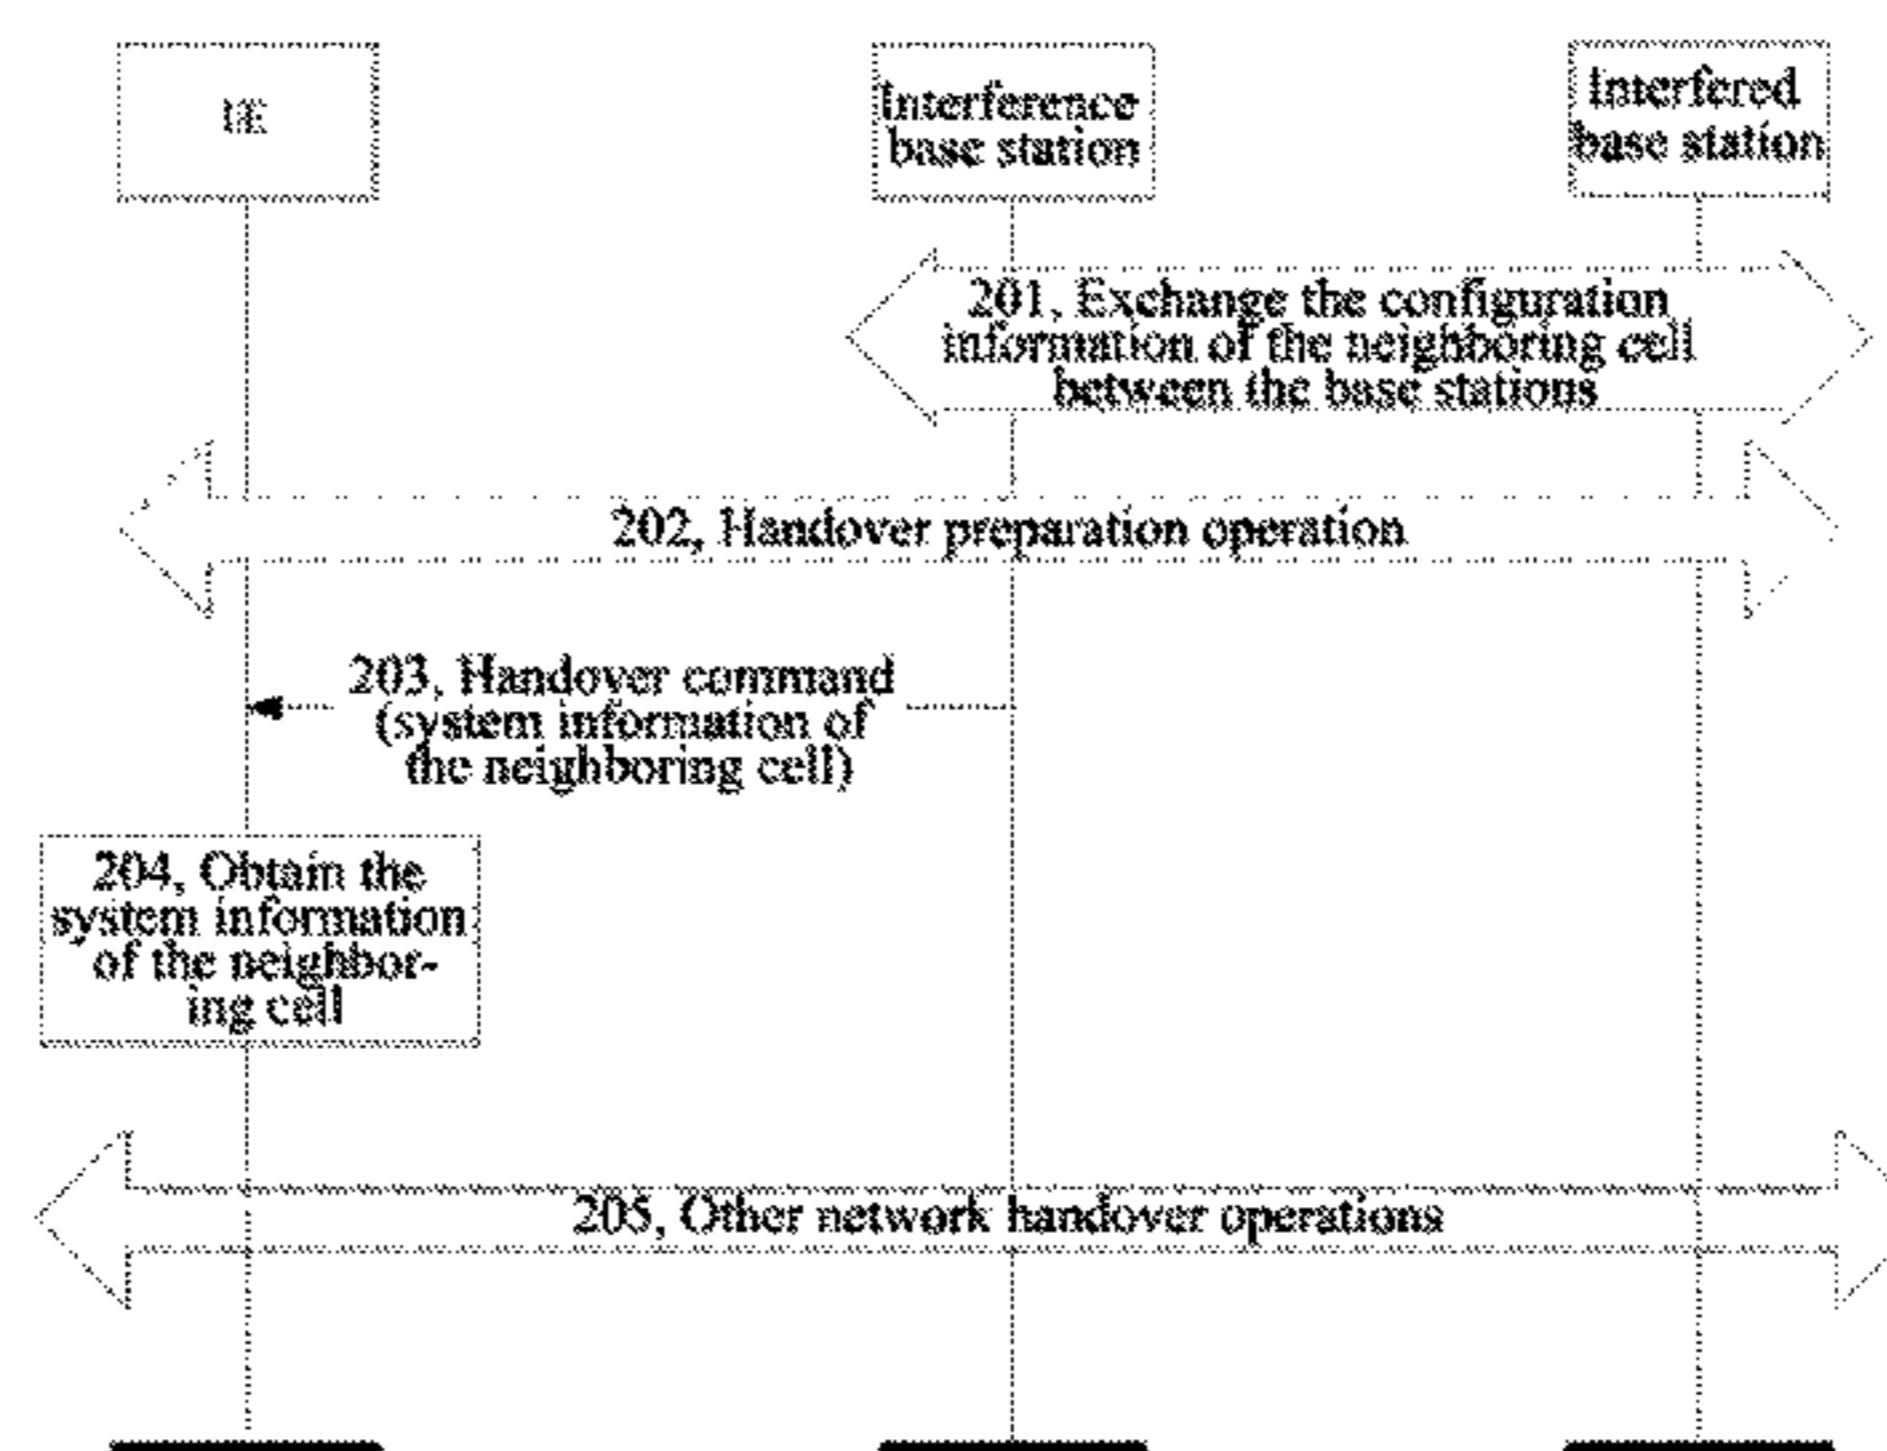 UE
Interference
base station
Interfered
base station
201, Exchange the configuration
information of the neighboring cell
between the base stations
202, Handover preparation operation
203, Handover command
(system information of
the neighboring cell)
204, Obtain the
system information
of the neighbor-
ing cell
205, Other network handover operations